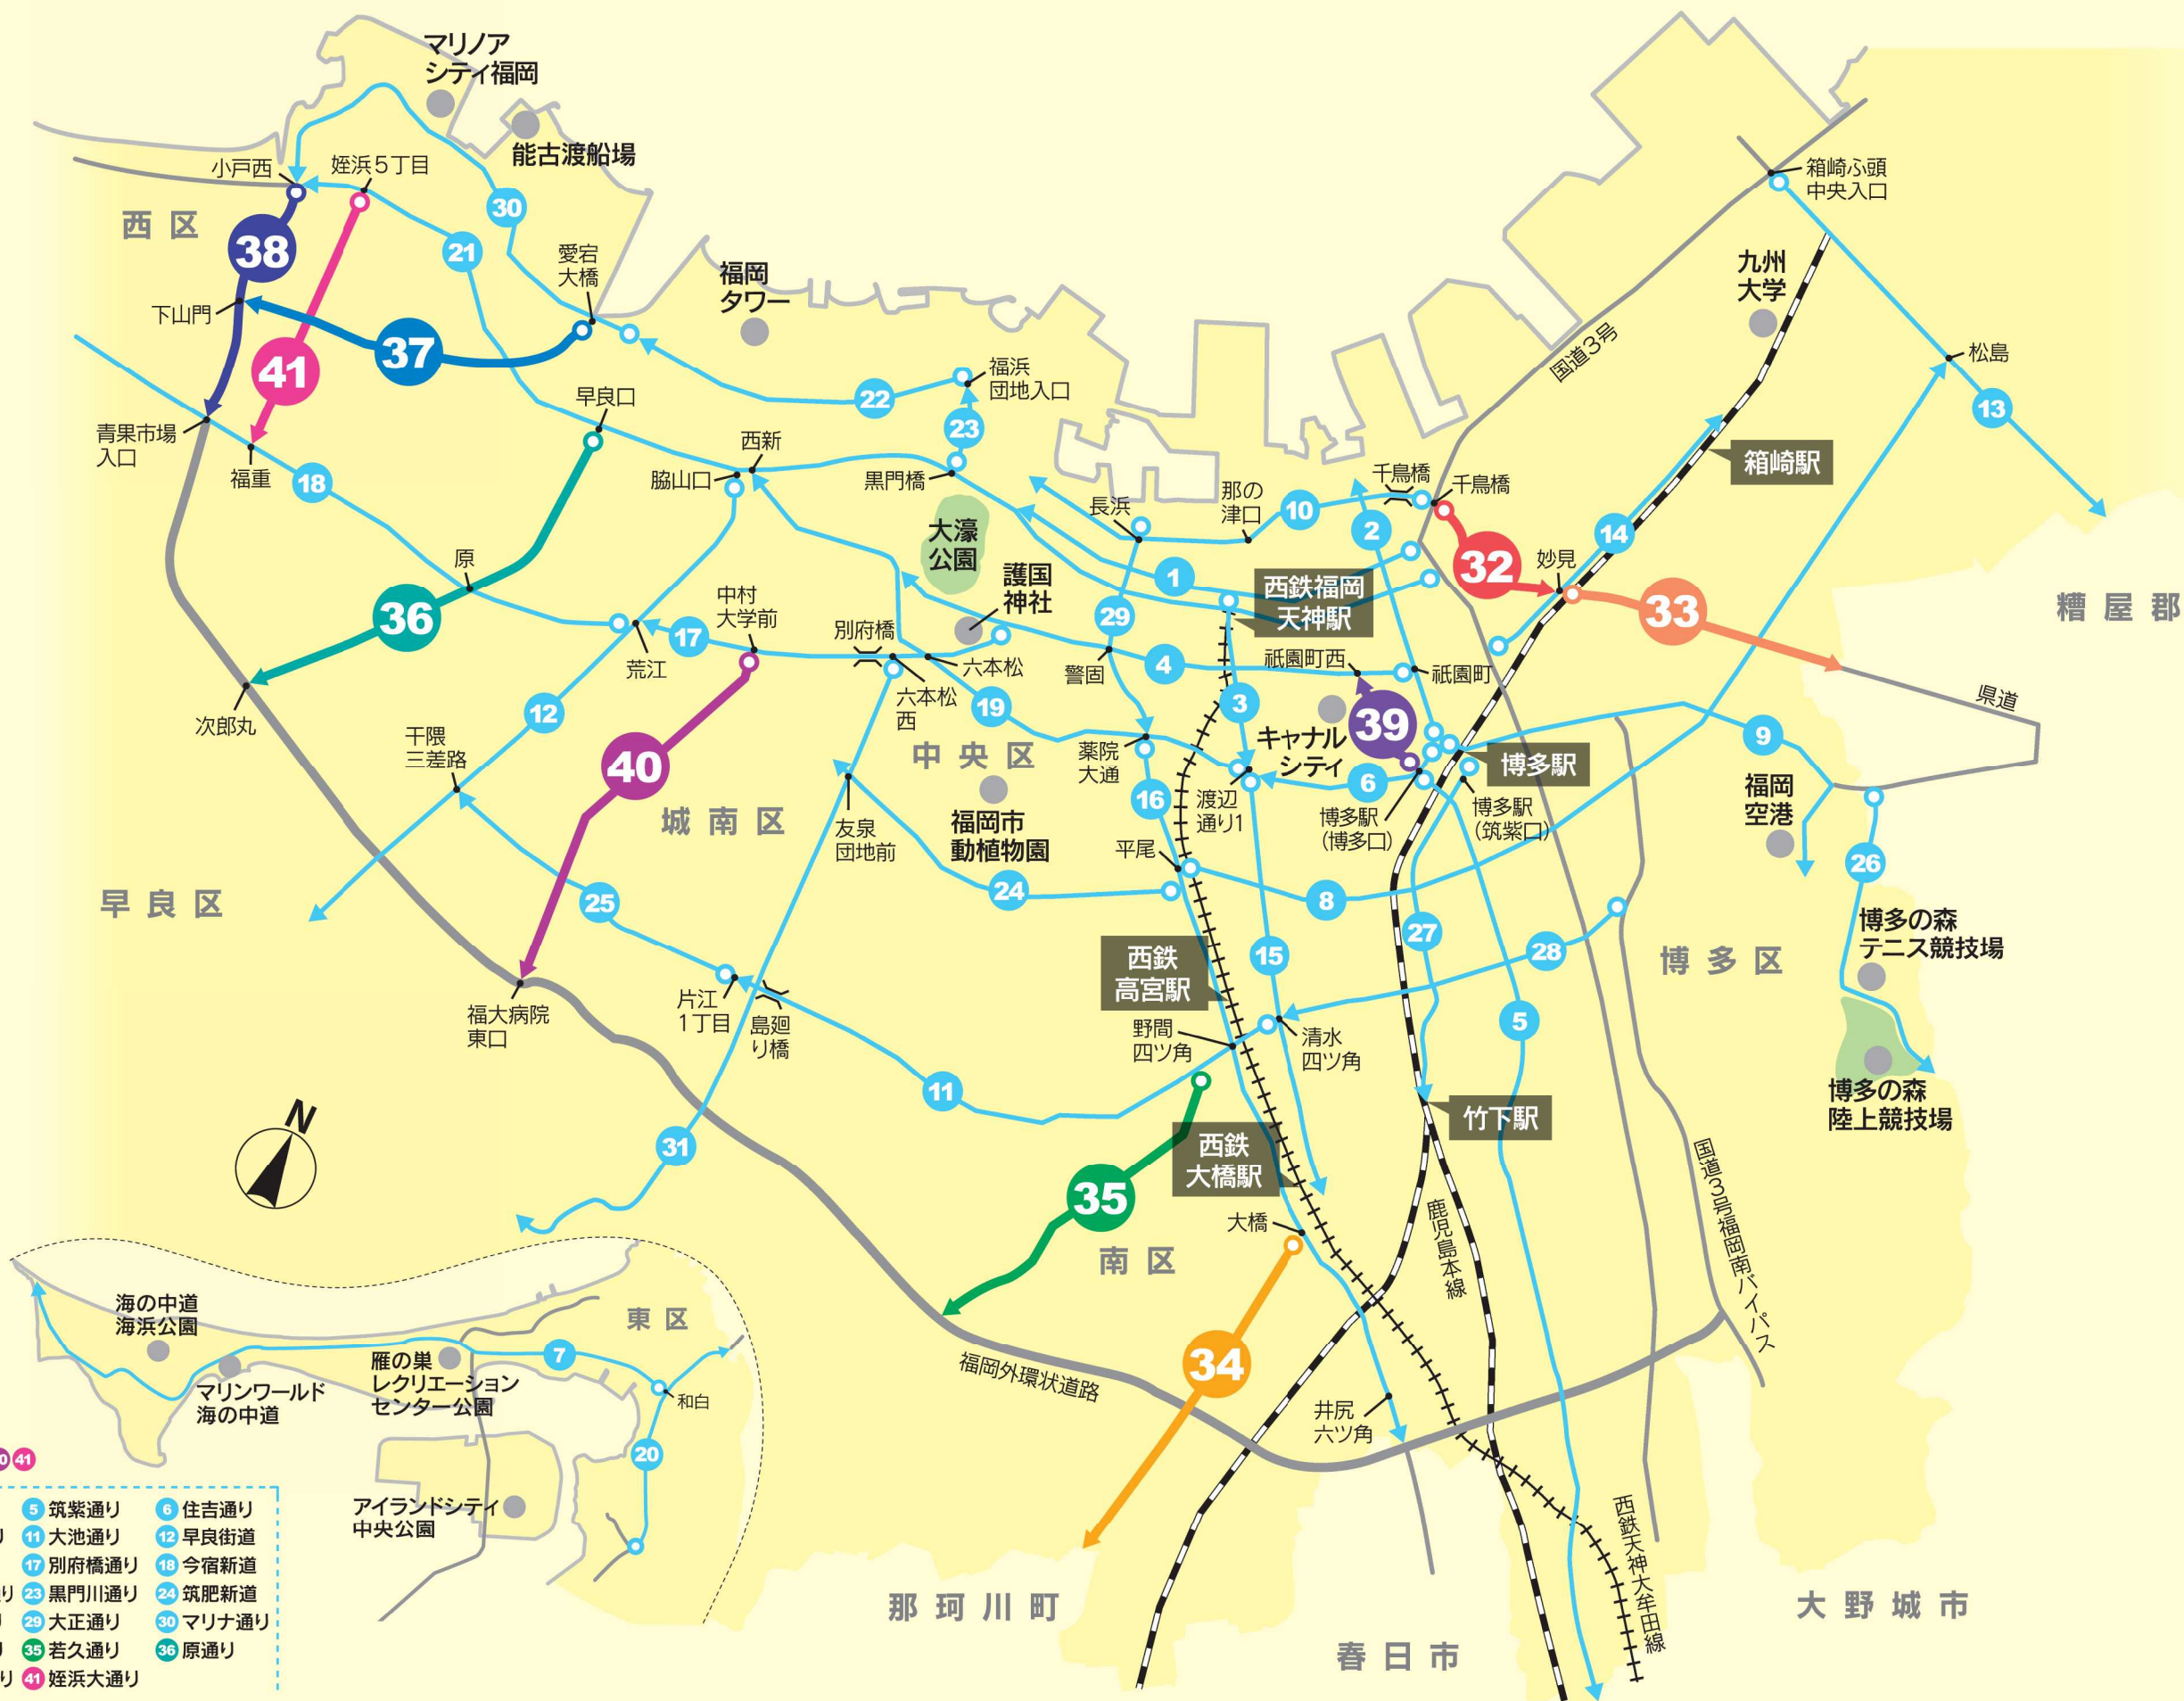 マリノア
シティ福岡
能古渡船場
小戸西
姪浜5丁目
西区
38
30
21
愛宕
大橋
福岡
タワー
箱崎ふ頭
中央入口
九州
大学
国道3号
下山門
37
41
早良口
22
福浜
団地入口
23
松島
13
青果市場
入口
福重
18
脇山口
西新
黒門橋
大濠
公園
長浜
那の
津口
10
千鳥橋
千鳥橋
2
箱崎駅
14
32
妙見
33
糟屋郡
原
36
1
西鉄福岡
天神駅
護国
神社
29
中村
大学前
別府橋
17
荒江
六本松
六本松
西
19
警固
4
祇園町西
祇園町
3
39
キャナル
シティ
県道
次郎丸
12
干隈
三差路
40
中央区
薬院
大通
16
渡辺
通り1
6
博多駅
博多駅
(博多口)
博多駅
(筑紫口)
9
福岡
空港
26
城南区
友泉
団地前
福岡市
動植物園
平尾
24
8
早良区
25
27
28
博多区
博多の森
テニス競技場
15
西鉄
高宮駅
片江
1丁目
島廻
り橋
福大病院
東口
野間
四ツ角
清水
四ツ角
5
11
竹下駅
博多の森
陸上競技場
N
31
西鉄
大橋駅
35
大橋
南区
鹿児島本線
国道3号福岡南バイパス
34
福岡外環状道路
井尻
六ツ角
西鉄天神大牟田線
那珂川町
春日市
大野城市
海の中道
海浜公園
東区
マリンワールド
海の中道
雁の巣
レクリエーション
センター公園
7
和白
20
アイランドシティ
中央公園
41
5 筑紫通り 6 住吉通り
11 大池通り 12 早良街道
17 別府橋通り 18 今宿新道
23 黒門川通り 24 筑肥新道
29 大正通り 30 マリナ通り
35 若久通り 36 原通り
41 姪浜大通り